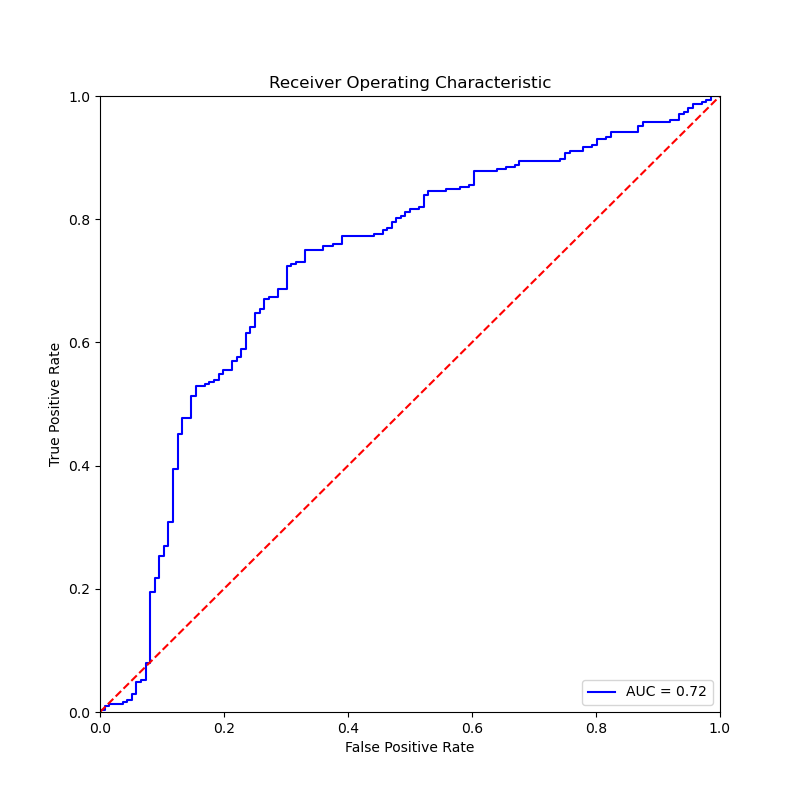 Receiver Operating Characteristic
1.0
0.8
0.6
0.4
0.2
0.0
True Positive Rate
AUC = 0.72
0.0 0.2 0.4 0.6 0.8 1.0
False Positive Rate